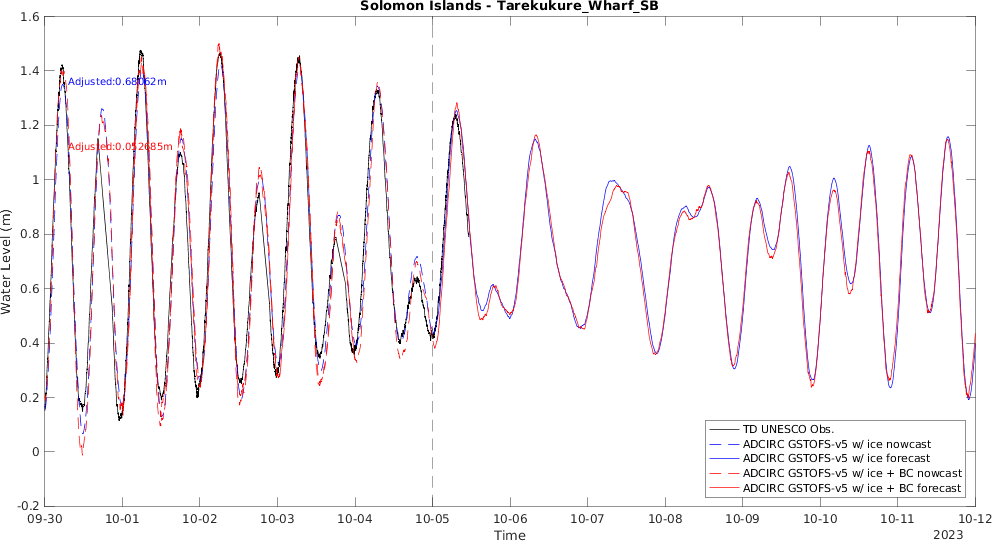 Solomon Islands - Tarekukure_Wharf_SB
1.6
1.4
1.2
1
0.8
0.6
0.4
0.2
0
-0.2
Water Level (m)
Adjusted:0.68062m
Adjusted:0.052685m
TD UNESCO Obs.
ADCIRC GSTOFS-v5 w/ ice nowcast
ADCIRC GSTOFS-v5 w/ ice forecast
ADCIRC GSTOFS-v5 w/ ice + BC nowcast
ADCIRC GSTOFS-v5 w/ ice + BC forecast
09-30 10-01 10-02 10-03 10-04 10-05 10-06 10-07 10-08 10-09 10-10 10-11 10-12
Time
2023